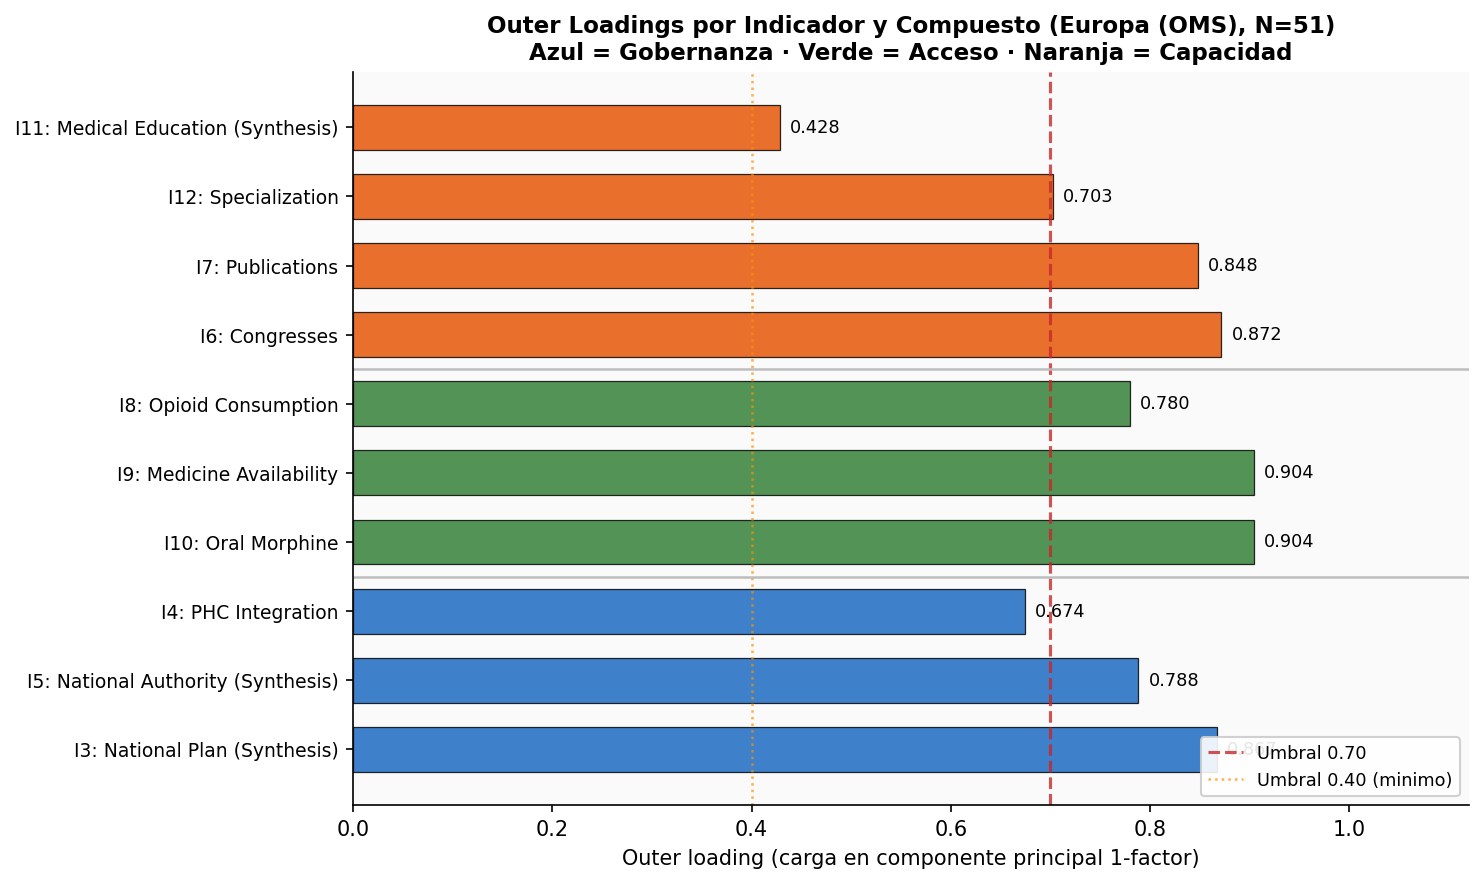 Outer Loadings por Indicador y Compuesto (Europa (OMS), N=51)
Azul = Gobernanza · Verde = Acceso · Naranja = Capacidad
I11: Medical Education (Synthesis)
0.428
I12: Specialization
0.703
I7: Publications
0.848
I6: Congresses
0.872
I8: Opioid Consumption
0.780
I9: Medicine Availability
0.904
I10: Oral Morphine
0.904
I4: PHC Integration
0.674
I5: National Authority (Synthesis)
0.788
I3: National Plan (Synthesis)
Umbral 0.70
Umbral 0.40 (minimo)
0.0 0.2 0.4 0.6 0.8 1.0
Outer loading (carga en componente principal 1-factor)